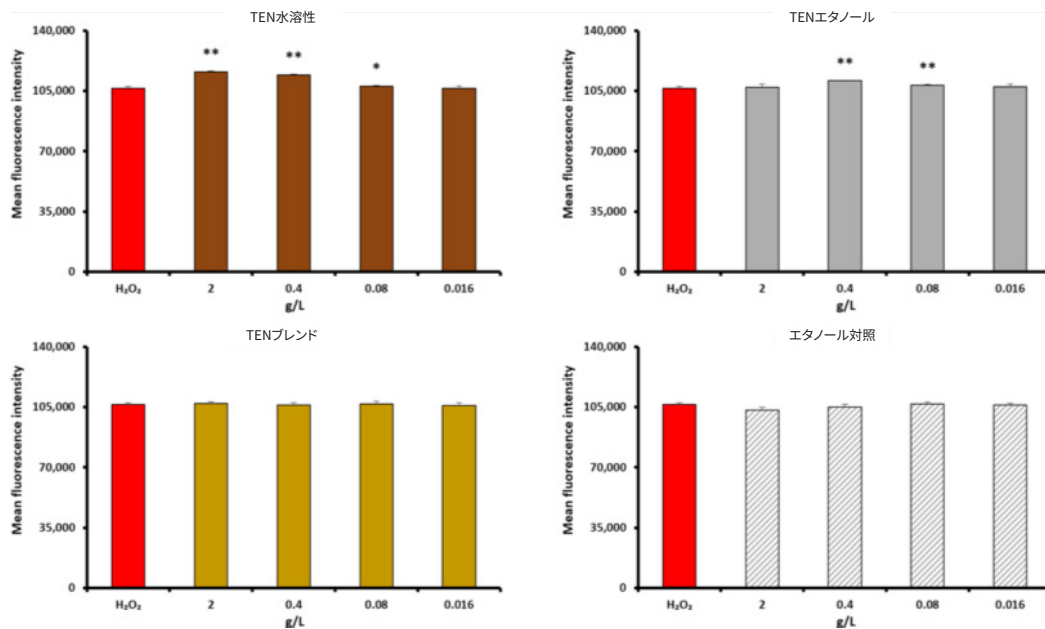 TEN水溶性
140,000
105,000
70,000
35,000
0
Mean fluorescence intensity
** ** *
H₂O₂ 2 0.4 0.08 0.016
g/L
TENエタノール
140,000
105,000
70,000
35,000
0
Mean fluorescence intensity
** **
H₂O₂ 2 0.4 0.08 0.016
g/L
TENブレンド
140,000
105,000
70,000
35,000
0
Mean fluorescence intensity
H₂O₂ 2 0.4 0.08 0.016
g/L
エタノール対照
140,000
105,000
70,000
35,000
0
Mean fluorescence intensity
H₂O₂ 2 0.4 0.08 0.016
g/L